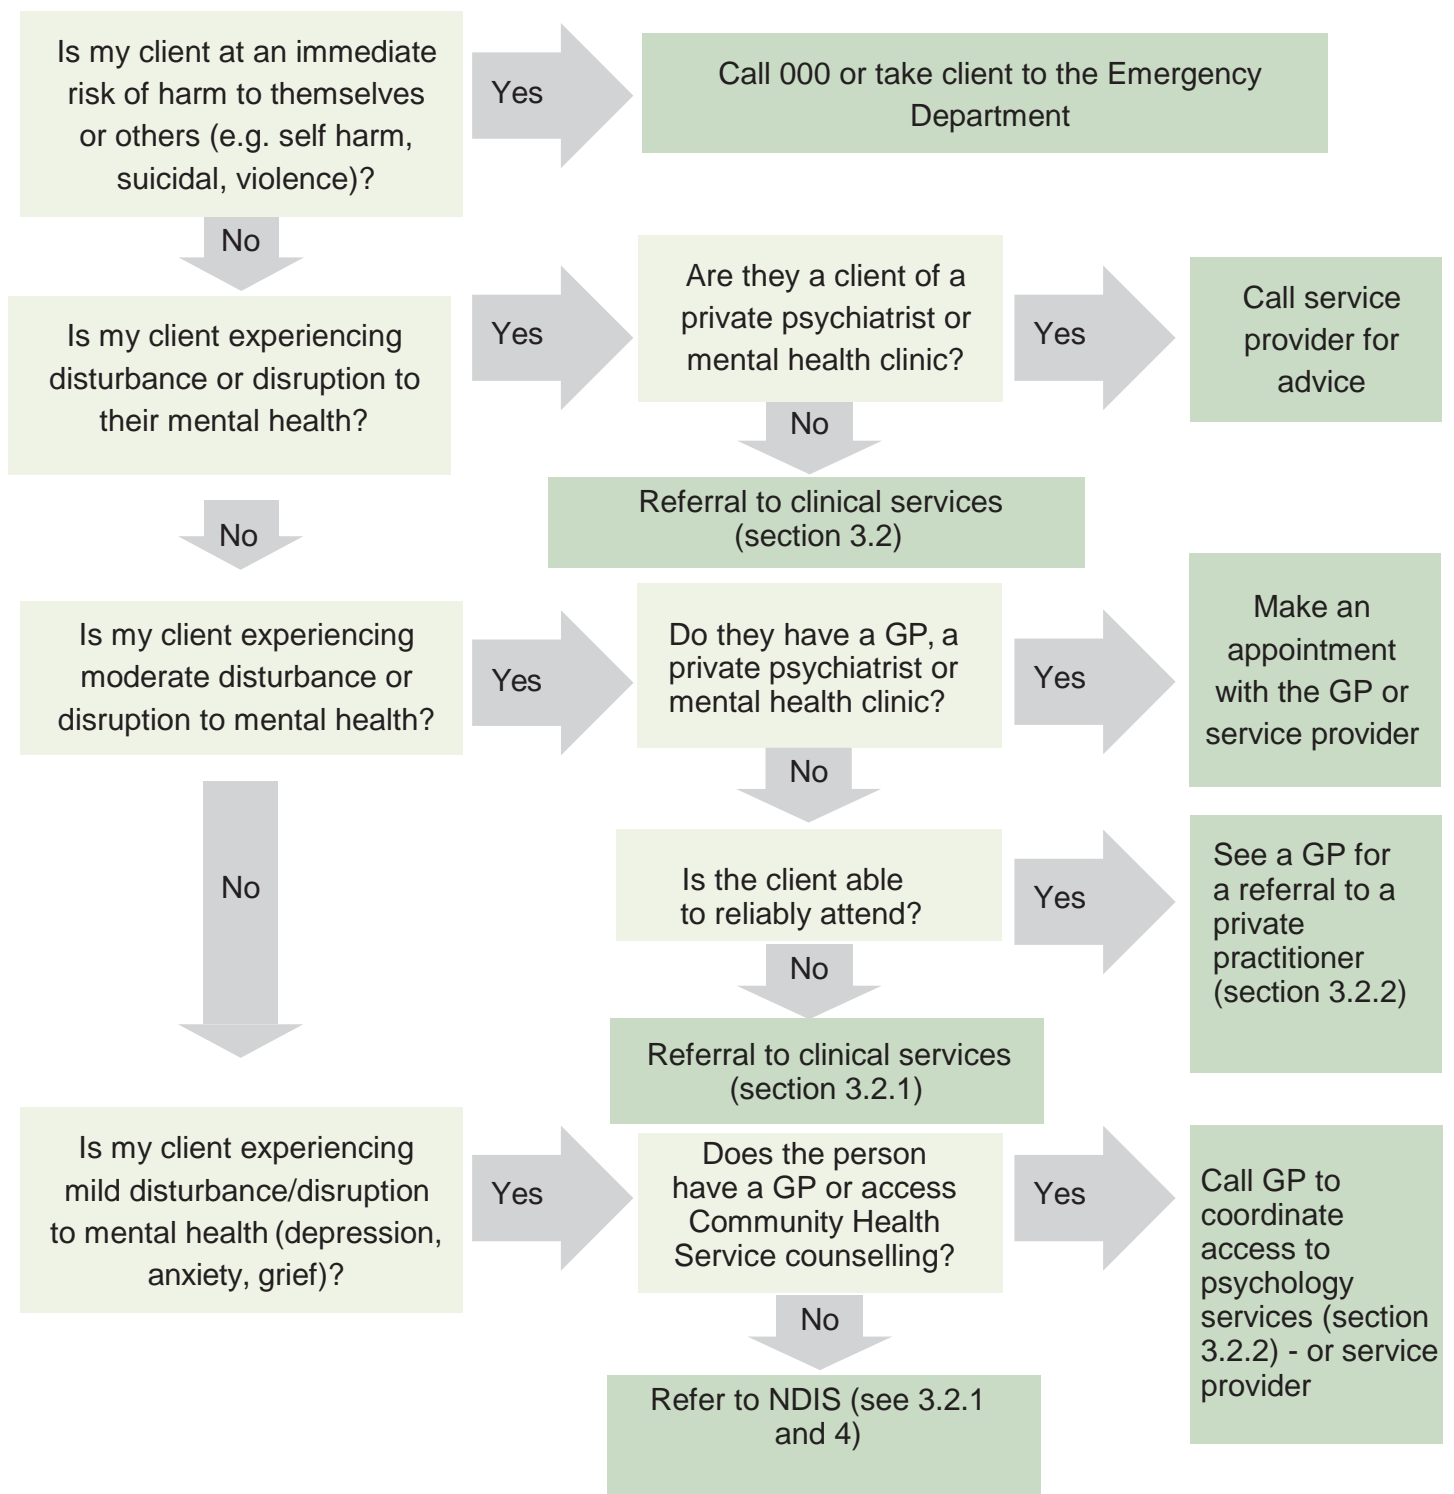 Is my client at an immediate
risk of harm to themselves
or others (e.g. self harm,
suicidal, violence)?
Yes
Call 000 or take client to the Emergency
Department
No
Is my client experiencing
disturbance or disruption to
their mental health?
Yes
Are they a client of a
private psychiatrist or
mental health clinic?
Yes
Call service
provider for
advice
No
Referral to clinical services
(section 3.2)
No
Is my client experiencing
moderate disturbance or
disruption to mental health?
Yes
Do they have a GP, a
private psychiatrist or
mental health clinic?
Yes
Make an
appointment
with the GP or
service provider
No
Is the client able
to reliably attend?
Yes
See a GP for
a referral to a
private
practitioner
(section 3.2.2)
No
Referral to clinical services
(section 3.2.1)
No
Is my client experiencing
mild disturbance/disruption
to mental health (depression,
anxiety, grief)?
Yes
Does the person
have a GP or access
Community Health
Service counselling?
Yes
Call GP to
coordinate
access to
psychology
services (section
3.2.2) - or service
provider
No
Refer to NDIS (see 3.2.1
and 4)